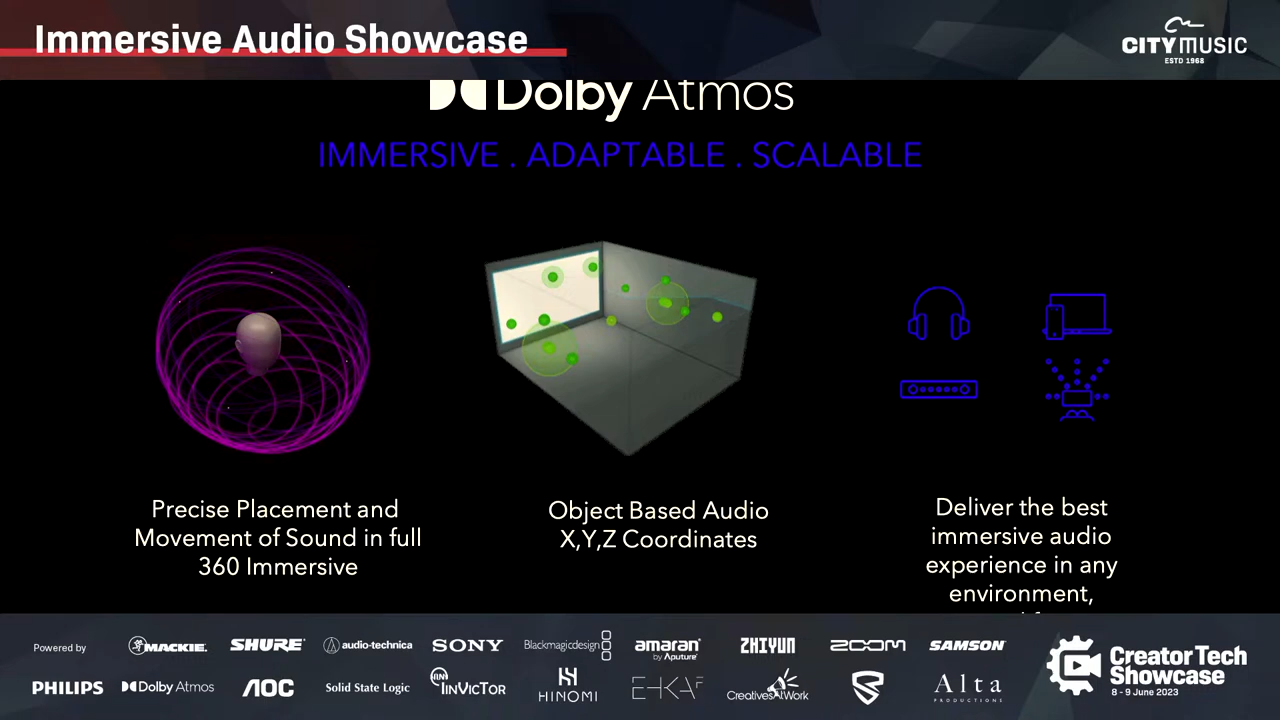 Immersive Audio Showcase
CITY MUSIC
ESTD 1968
Dolby Atmos
IMMERSIVE . ADAPTABLE . SCALABLE
Precise Placement and
Movement of Sound in full
360 Immersive
Object Based Audio
X,Y,Z Coordinates
Deliver the best
immersive audio
experience in any
environment,
Powered by
MACKIE.
SHURE
audio-technica
SONY
Blackmagicdesign
amaran
by Aputure
ZHIYUN
ZOOM
SAMSON
PHILIPS
Dolby Atmos
AOC
Solid State Logic
INVICTOR
HINOMI
CreativesAtWork
Alta
PRODUCTIONS
Creator Tech
Showcase
8 - 9 June 2023